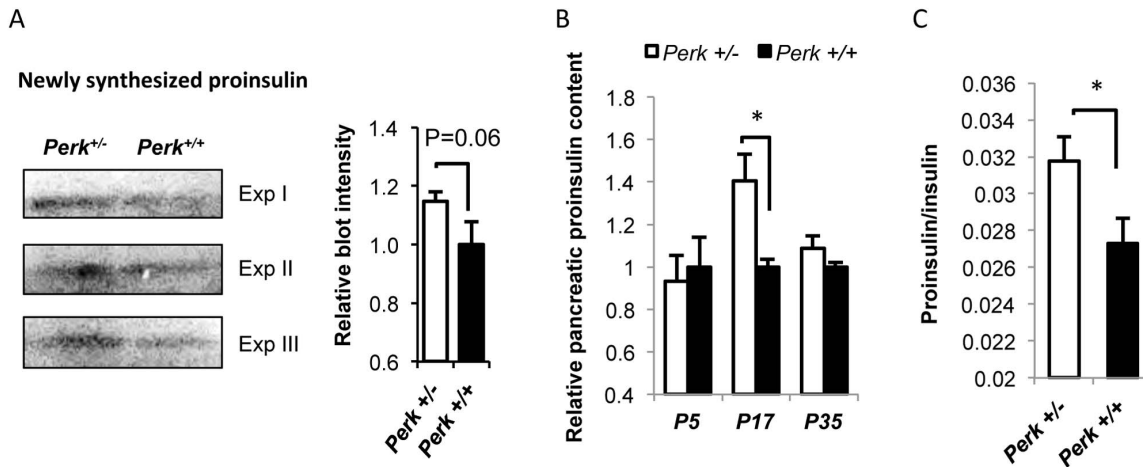 A
Newly synthesized proinsulin
Perk+/- Perk+/+
Exp I
Exp II
Exp III
Relative blot intensity
1.4
1.2
1.0
0.8
0.6
P=0.06
Perk +/-
Perk +/+
B
Perk +/- Perk +/+
Relative pancreatic proinsulin content
1.8
1.6
1.4
1.2
1
0.8
0.6
0.4
*
P5 P17 P35
C
Proinsulin/insulin
0.036
0.034
0.032
0.03
0.028
0.026
0.024
0.022
0.02
*
Perk +/-
Perk +/+